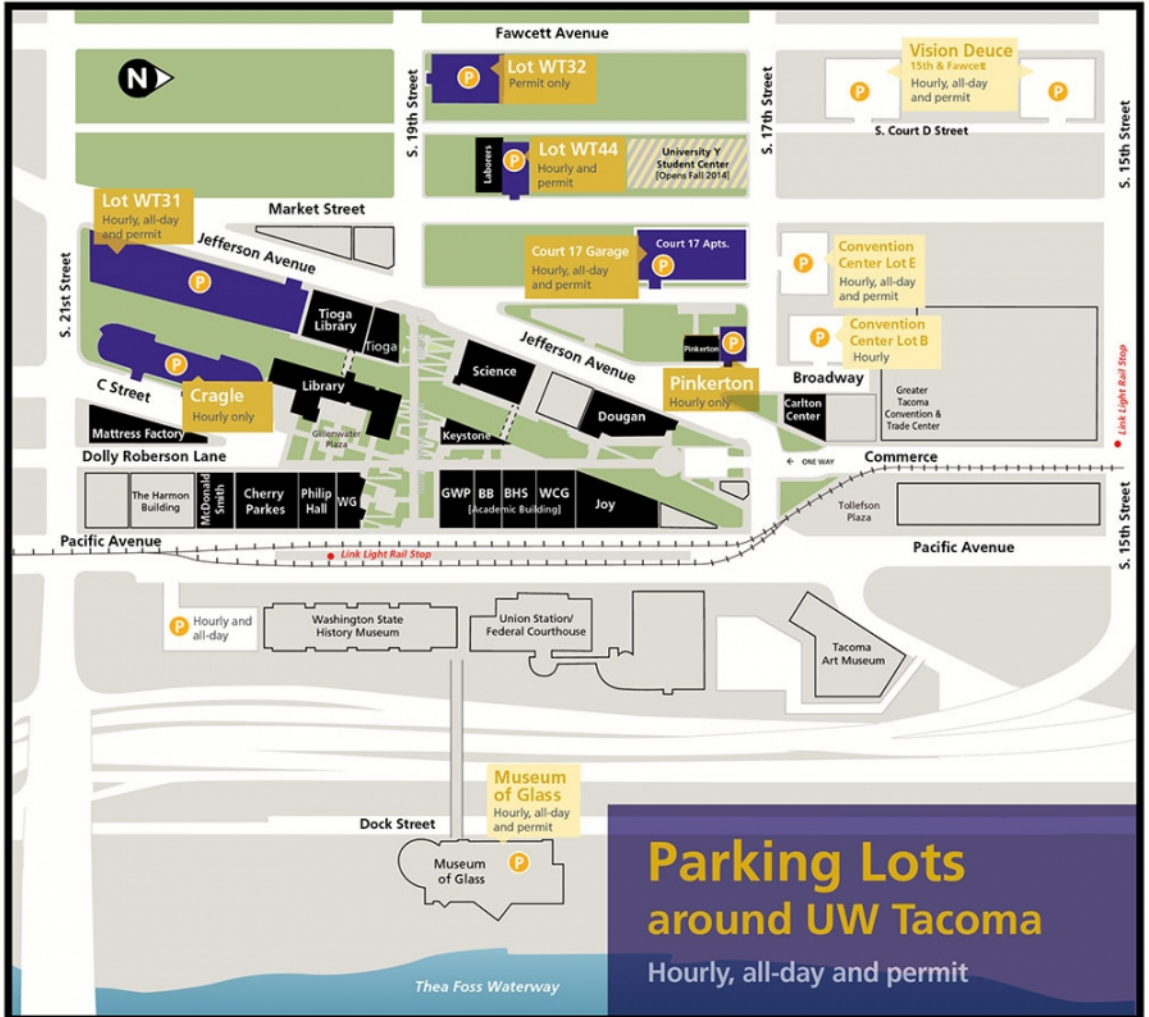 Fawcett Avenue
N
S. 19th Street
S. 17th Street
S. 15th Street
P
Lot WT32
Permit only
Vision Deuce
15th & Fawcett
Hourly, all-day
and permit
P
P
S. Court D Street
Laborers
P
Lot WT44
Hourly and
permit
University Y
Student Center
[Opens Fall 2014]
Lot WT31
Hourly, all-day
and permit
Market Street
Jefferson Avenue
S. 21st Street
P
Court 17 Garage
Hourly, all-day
and permit
Court 17 Apts.
P
P
Convention
Center Lot E
Hourly, all-day
and permit
Tioga
Library
Tioga
Jefferson Avenue
Pinkerton
P
P
Convention
Center Lot B
Hourly
P
Cragle
Hourly only
C Street
Library
Science
Dougan
Pinkerton
Hourly only
Broadway
Carlton
Center
Greater
Tacoma
Convention &
Trade Center
Link Light Rail Stop
Mattress Factory
Gillenwater
Plaza
Keystone
Dolly Roberson Lane
← ONE WAY
Commerce
The Harmon
Building
McDonald
Smith
Cherry
Parkes
Philip
Hall
WG
GWP
BB
BHS
WCG
[Academic Building]
Joy
Tollefson
Plaza
S. 15th Street
Pacific Avenue
Link Light Rail Stop
Pacific Avenue
P
Hourly and
all-day
Washington State
History Museum
Union Station/
Federal Courthouse
Tacoma
Art Museum
Museum
of Glass
Hourly, all-day
and permit
Dock Street
Museum
of Glass
P
Thea Foss Waterway
Parking Lots
around UW Tacoma
Hourly, all-day and permit